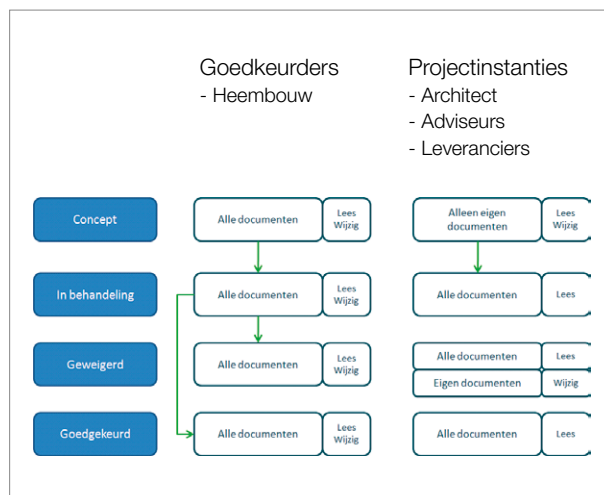 Goedkeurders
- Heembouw
Projectinstanties
- Architect
- Adviseurs
- Leveranciers
Concept
Alle documenten
Lees
Wijzig
Alleen eigen
documenten
Lees
Wijzig
In behandeling
Alle documenten
Lees
Wijzig
Alle documenten
Lees
Geweigerd
Alle documenten
Lees
Wijzig
Alle documenten
Lees
Eigen documenten
Wijzig
Goedgekeurd
Alle documenten
Lees
Wijzig
Alle documenten
Lees